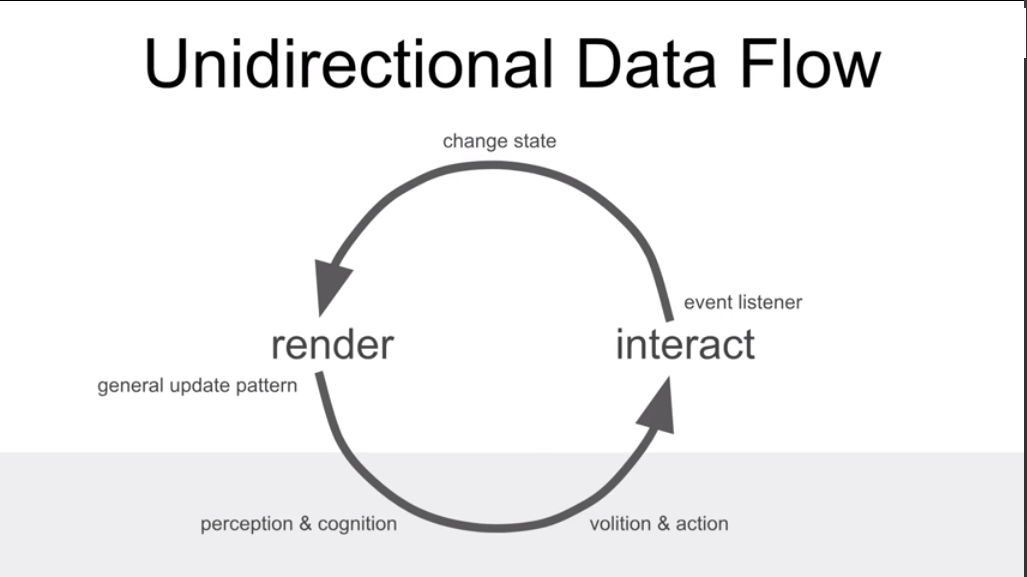 Unidirectional Data Flow
change state
event listener
render
interact
general update pattern
perception & cognition
volition & action